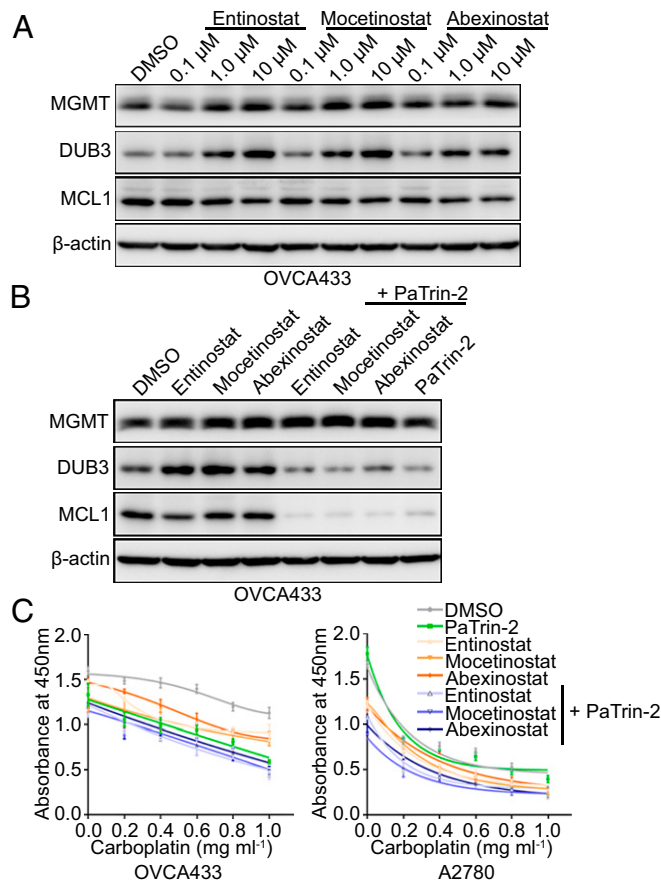 A
Entinostat Mocetinostat Abexinostat
DMSO 0.1 µM 1.0 µM 10 µM 0.1 µM 1.0 µM 10 µM 0.1 µM 1.0 µM 10 µM
MGMT
DUB3
MCL1
β-actin
OVCA433
B
+ PaTrin-2
DMSO Entinostat Mocetinostat Abexinostat Entinostat Mocetinostat Abexinostat PaTrin-2
MGMT
DUB3
MCL1
β-actin
OVCA433
C
Absorbance at 450nm
2.0
1.5
1.0
0.5
0.0
0.0 0.2 0.4 0.6 0.8 1.0
Carboplatin (mg ml-1)
OVCA433
Absorbance at 450nm
2.0
1.5
1.0
0.5
0.0
0.0 0.2 0.4 0.6 0.8 1.0
Carboplatin (mg ml-1)
A2780
DMSO
PaTrin-2
Entinostat
Mocetinostat
Abexinostat
Entinostat
Mocetinostat
Abexinostat
+ PaTrin-2